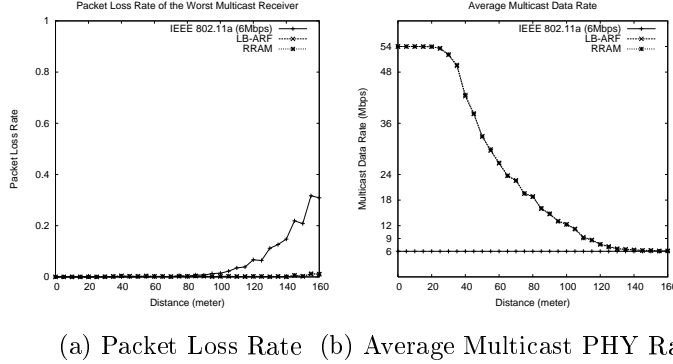 Packet Loss Rate of the Worst Multicast Receiver
IEEE 802.11a (6Mbps)
LB-ARF
RRAM
1
0.8
0.6
0.4
0.2
0
Packet Loss Rate
0 20 40 60 80 100 120 140 160
Distance (meter)
Average Multicast Data Rate
IEEE 802.11a (6Mbps)
LB-ARF
RRAM
54
48
36
24
18
12
9
6
Multicast Data Rate (Mbps)
0 20 40 60 80 100 120 140 160
Distance (meter)
(a) Packet Loss Rate (b) Average Multicast PHY Ra